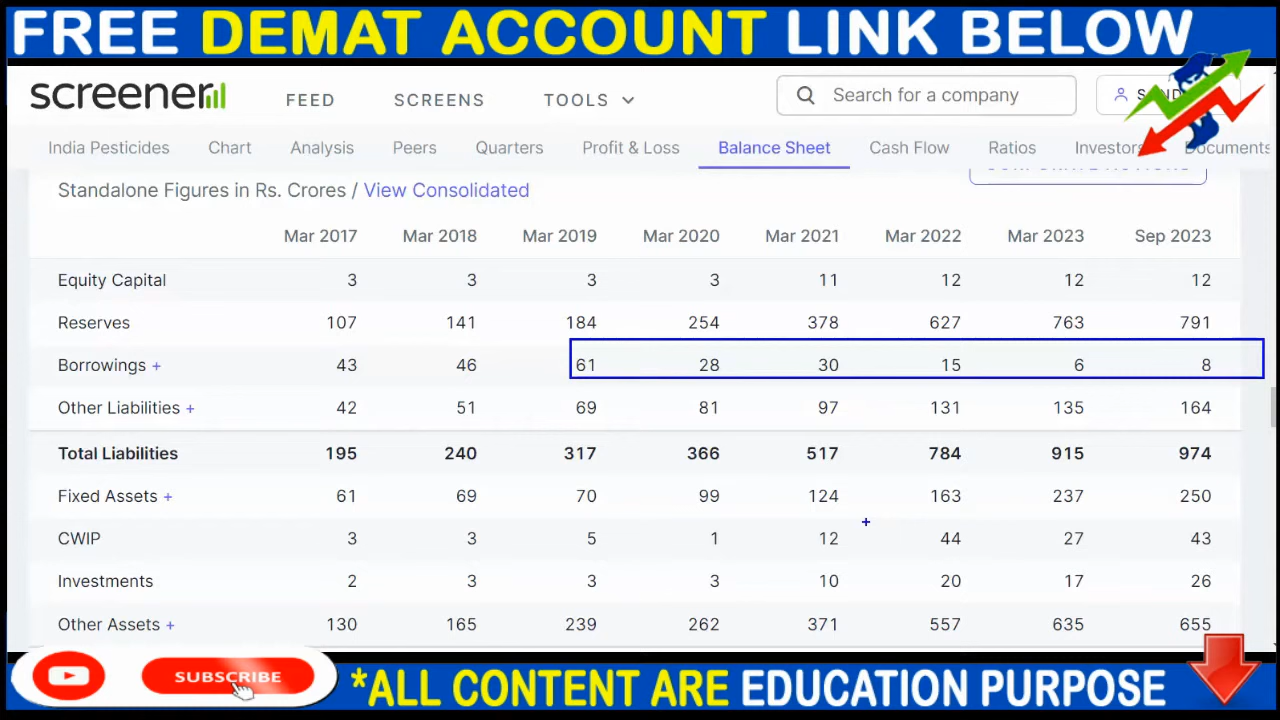 FREE DEMAT ACCOUNT LINK BELOW
screener
FEED SCREENS TOOLS Search for a company
India Pesticides Chart Analysis Peers Quarters Profit & Loss Balance Sheet Cash Flow Ratios Investors Documents
Standalone Figures in Rs. Crores / View Consolidated
Mar 2017 Mar 2018 Mar 2019 Mar 2020 Mar 2021 Mar 2022 Mar 2023 Sep 2023
Equity Capital 3 3 3 3 11 12 12 12
Reserves 107 141 184 254 378 627 763 791
Borrowings + 43 46 61 28 30 15 6 8
Other Liabilities + 42 51 69 81 97 131 135 164
Total Liabilities 195 240 317 366 517 784 915 974
Fixed Assets + 61 69 70 99 124 163 237 250
CWIP 3 3 5 1 12 44 27 43
Investments 2 3 3 3 10 20 17 26
Other Assets + 130 165 239 262 371 557 635 655
SUBSCRIBE
*ALL CONTENT ARE EDUCATION PURPOSE